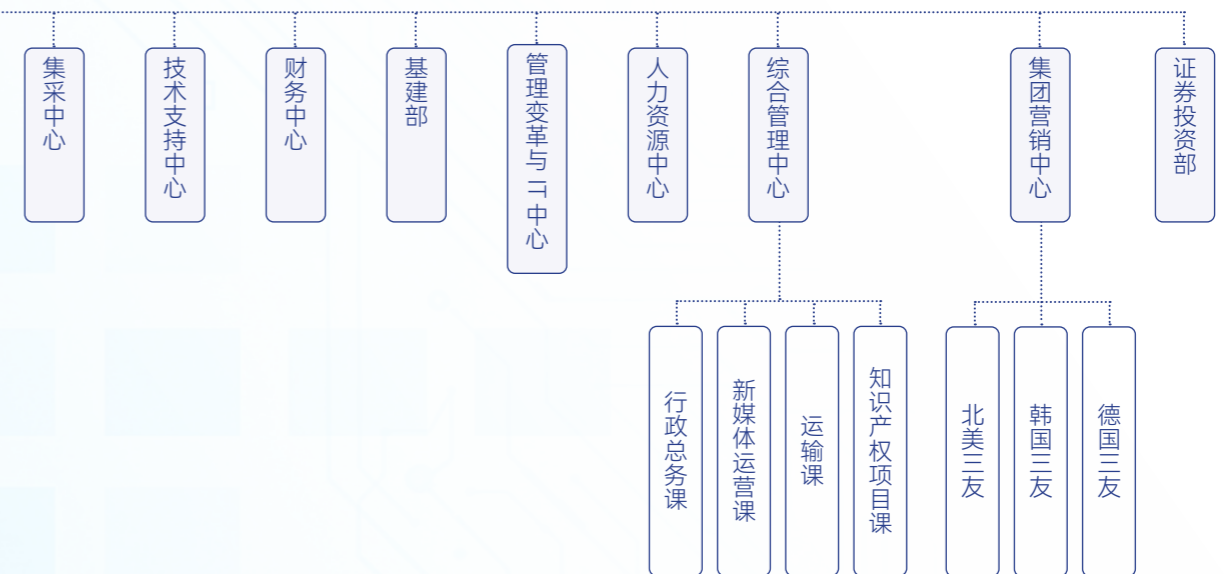 集采中心
技术支持中心
财务中心
基建部
管理变革与IT中心
人力资源中心
综合管理中心
集团营销中心
证券投资部
行政总务课
新媒体运营课
运输课
知识产权项目课
北美三友
韩国三友
德国三友